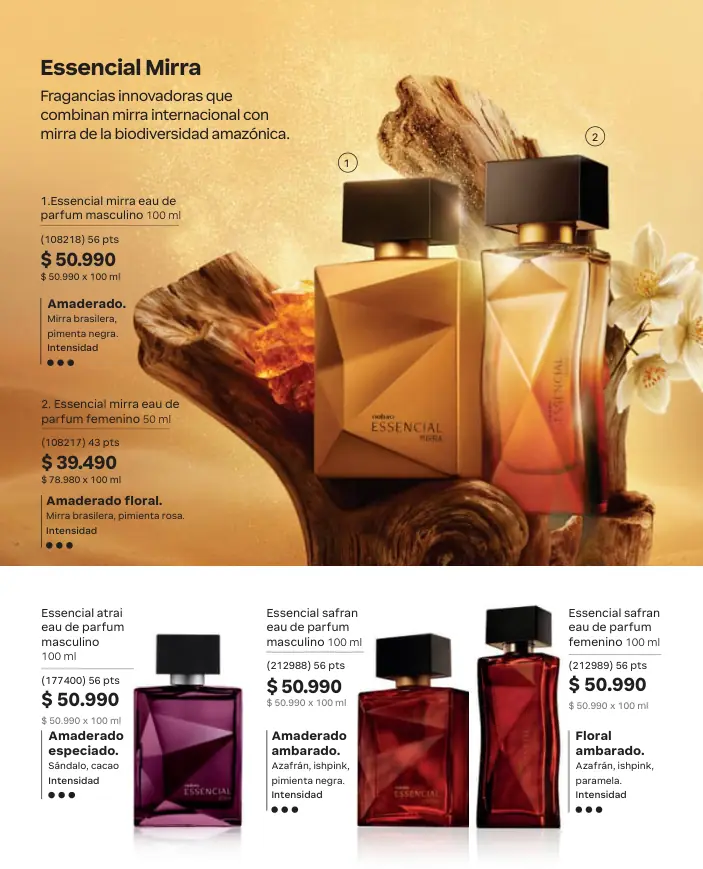 Essencial Mirra
Fragancias innovadoras que
combinan mirra internacional con
mirra de la biodiversidad amazónica.
1
2
1.Essencial mirra eau de
parfum masculino 100 ml
(108218) 56 pts
$ 50.990
$ 50.990 x 100 ml
Amaderado.
Mirra brasilera,
pimenta negra.
Intensidad
2. Essencial mirra eau de
parfum femenino 50 ml
(108217) 43 pts
$ 39.490
$ 78.980 x 100 ml
Amaderado floral.
Mirra brasilera, pimienta rosa.
Intensidad
natura
ESSENCIAL
MIRRA
ESSENCIAL
Essencial atrai
eau de parfum
masculino
100 ml
(177400) 56 pts
$ 50.990
$ 50.990 x 100 ml
Amaderado
especiado.
Sándalo, cacao
Intensidad
ESSENCIAL
Essencial safran
eau de parfum
masculino 100 ml
(212988) 56 pts
$ 50.990
$ 50.990 x 100 ml
Amaderado
ambarado.
Azafrán, ishpink,
pimienta negra.
Intensidad
ESSENCIAL
Essencial safran
eau de parfum
femenino 100 ml
(212989) 56 pts
$ 50.990
$ 50.990 x 100 ml
Floral
ambarado.
Azafrán, ishpink,
paramela.
Intensidad